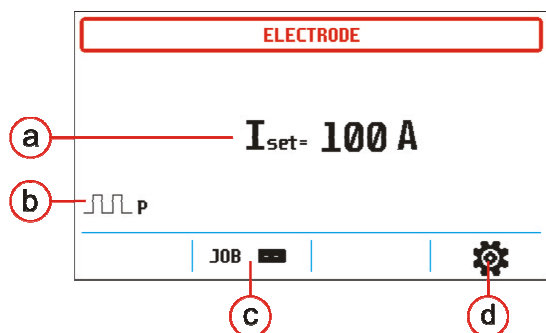 ELECTRODE
a
Iset= 100 A
b
P
JOB --
c
d